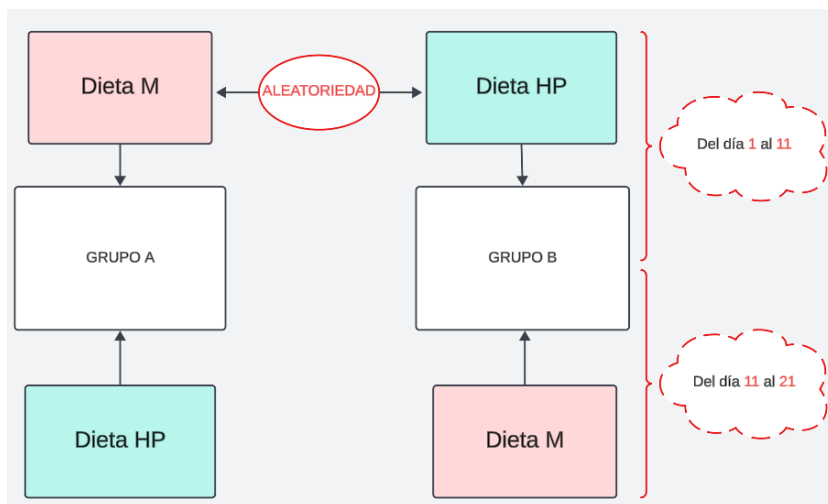 Dieta M
ALEATORIEDAD
Dieta HP
Del día 1 al 11
GRUPO A
GRUPO B
Del día 11 al 21
Dieta HP
Dieta M